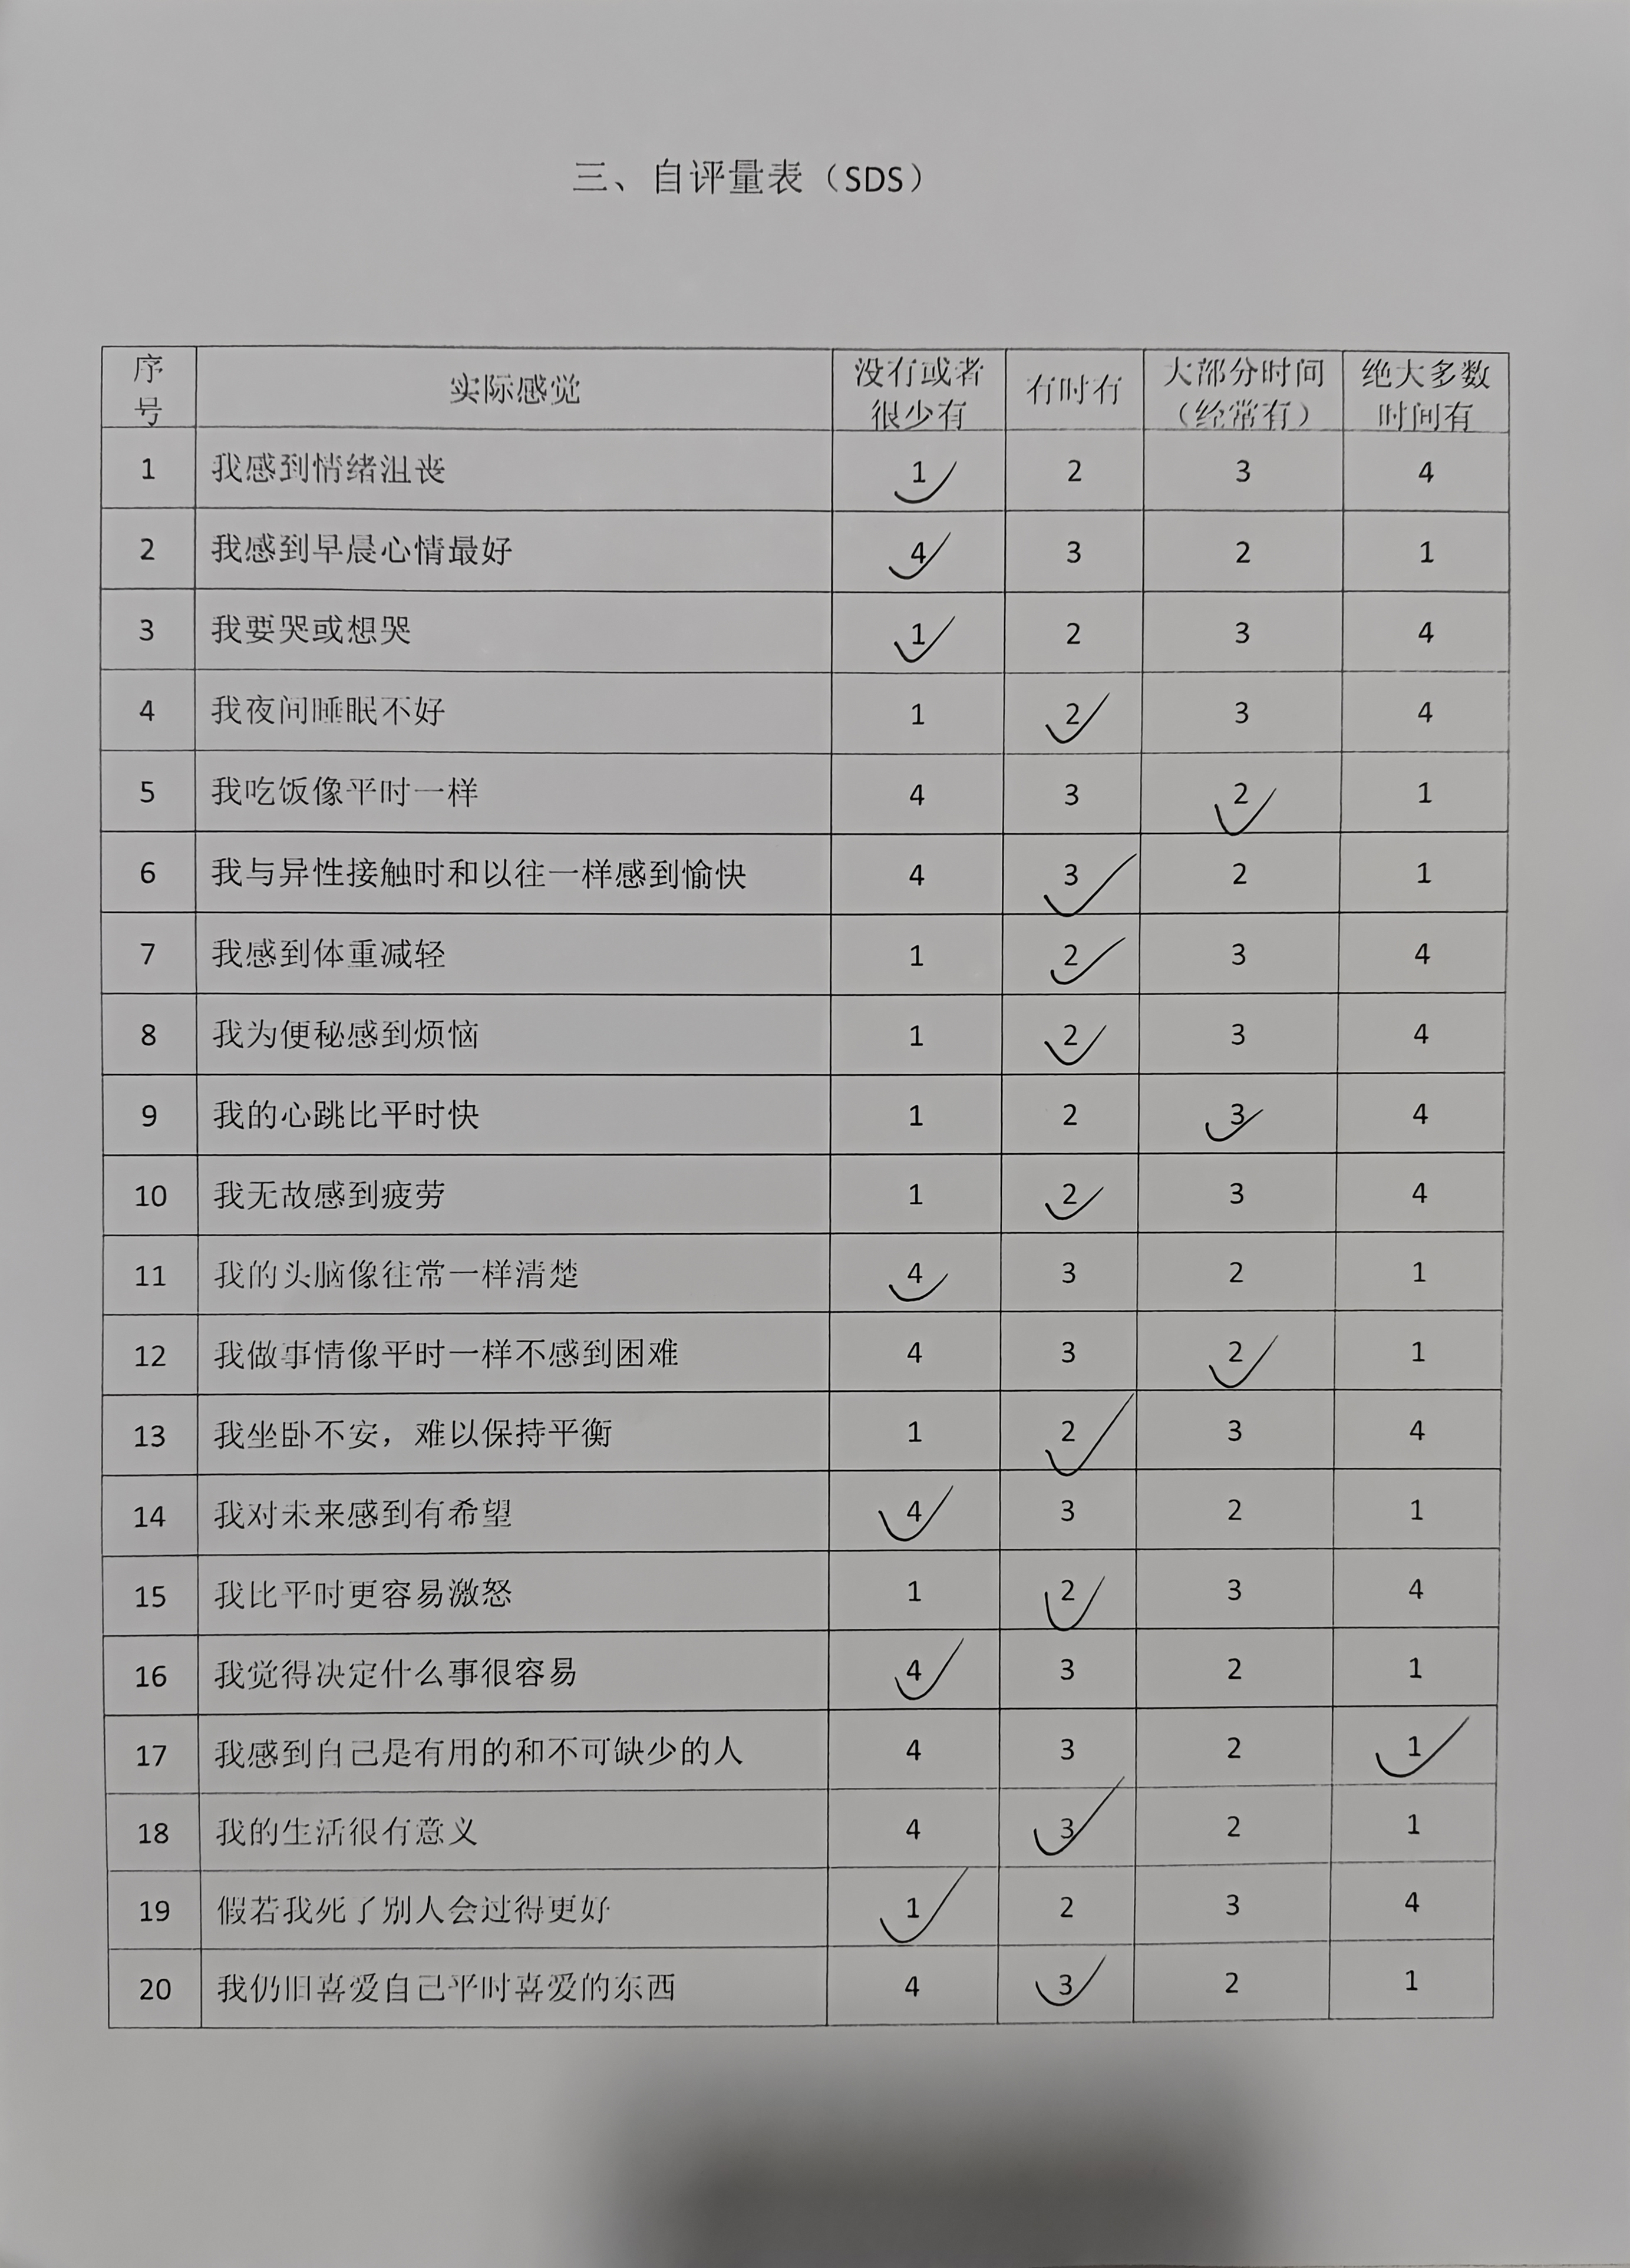 三、自评量表（SDS）
序号 实际感觉 没有或者很少有 有时有 大部分时间（经常有） 绝大多数时间有
1 我感到情绪沮丧 1 ✓ 2 3 4
2 我感到早晨心情最好 4 ✓ 3 2 1
3 我要哭或想哭 1 ✓ 2 3 4
4 我夜间睡眠不好 1 2 ✓ 3 4
5 我吃饭像平时一样 4 3 2 ✓ 1
6 我与异性接触时和以往一样感到愉快 4 3 ✓ 2 1
7 我感到体重减轻 1 2 ✓ 3 4
8 我为便秘感到烦恼 1 2 ✓ 3 4
9 我的心跳比平时快 1 2 3 ✓ 4
10 我无故感到疲劳 1 2 ✓ 3 4
11 我的头脑像往常一样清楚 4 ✓ 3 2 1
12 我做事情像平时一样不感到困难 4 3 2 ✓ 1
13 我坐卧不安，难以保持平衡 1 2 ✓ 3 4
14 我对未来感到有希望 4 ✓ 3 2 1
15 我比平时更容易激怒 1 2 ✓ 3 4
16 我觉得决定什么事很容易 4 ✓ 3 2 1
17 我感到自己是有用的和不可缺少的人 4 3 2 1 ✓
18 我的生活很有意义 4 3 ✓ 2 1
19 假若我死了别人会过得更好 1 ✓ 2 3 4
20 我仍旧喜爱自己平时喜爱的东西 4 3 ✓ 2 1